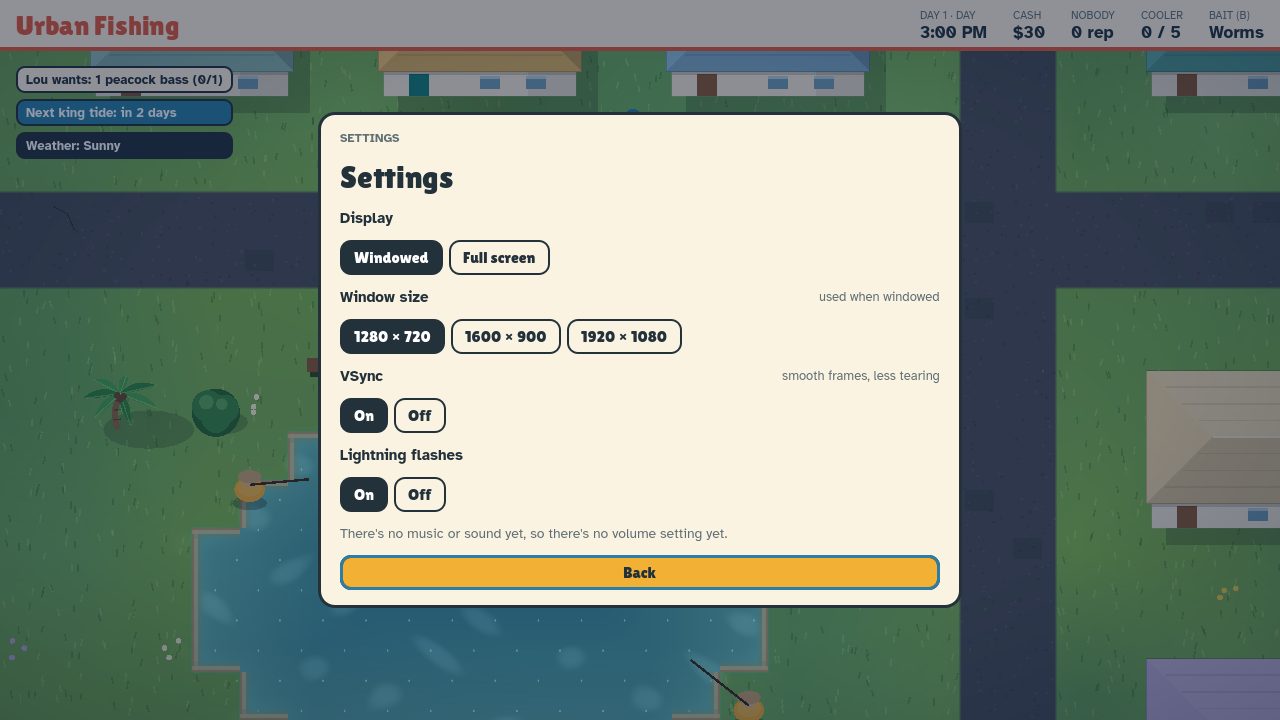 Urban Fishing
DAY 1 · DAY
3:00 PM
CASH
$30
NOBODY
0 rep
COOLER
0 / 5
BAIT (B)
Worms
Lou wants: 1 peacock bass (0/1)
Next king tide: in 2 days
Weather: Sunny
SETTINGS
Settings
Display
Windowed
Full screen
Window size
used when windowed
1280 × 720
1600 × 900
1920 × 1080
VSync
smooth frames, less tearing
On
Off
Lightning flashes
On
Off
There's no music or sound yet, so there's no volume setting yet.
Back